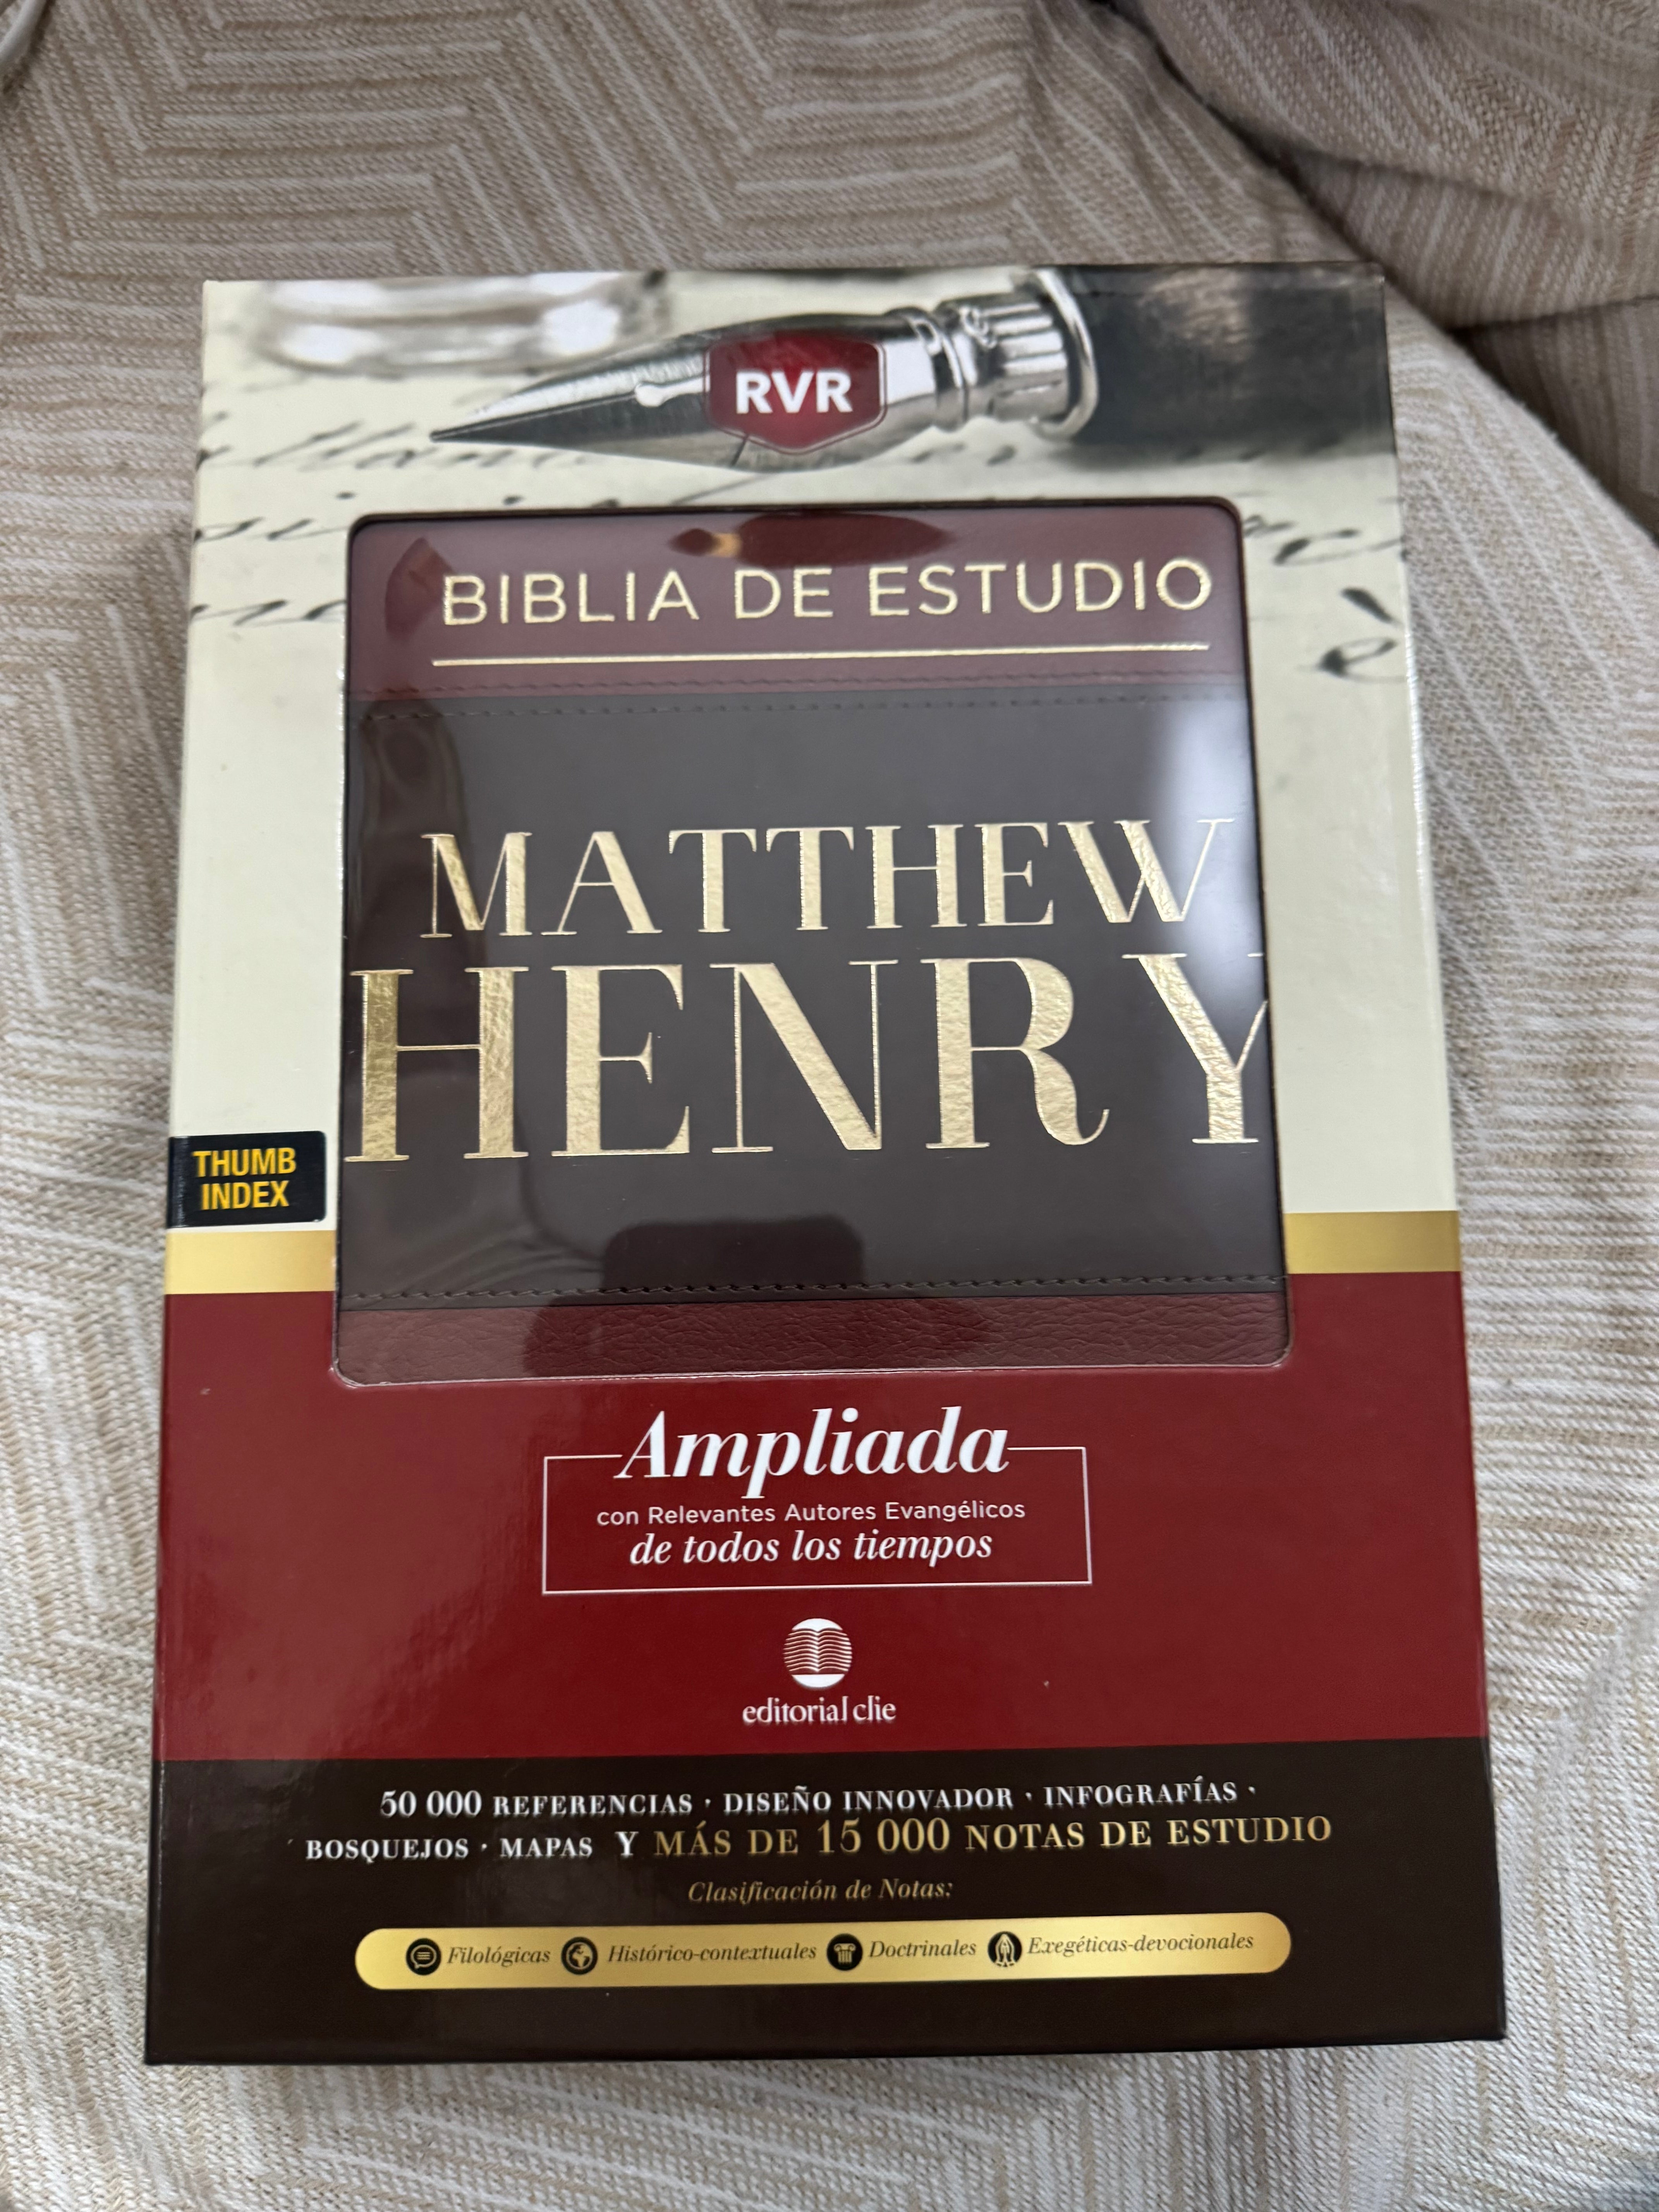 RVR
BIBLIA DE ESTUDIO
MATTHEW
HENRY
THUMB
INDEX
Ampliada
con Relevantes Autores Evangélicos
de todos los tiempos
editorial clie
50 000 REFERENCIAS · DISEÑO INNOVADOR · INFOGRAFÍAS ·
BOSQUEJOS · MAPAS Y MÁS DE 15 000 NOTAS DE ESTUDIO
Clasificación de Notas:
Filológicas Histórico-contextuales Doctrinales Exegéticas-devocionales